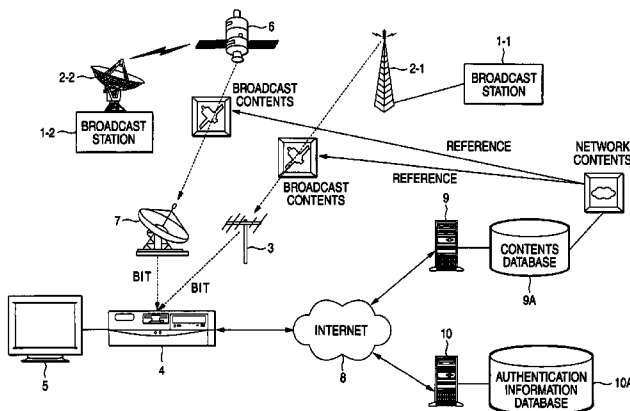 6
2-2
1-2
BROADCAST
STATION
BROADCAST
CONTENTS
2-1
1-1
BROADCAST
STATION
REFERENCE
REFERENCE
NETWORK
CONTENTS
BROADCAST
CONTENTS
7
3
BIT
BIT
9
CONTENTS
DATABASE
9A
5
4
INTERNET
8
10
AUTHENTICATION
INFORMATION
DATABASE
10A